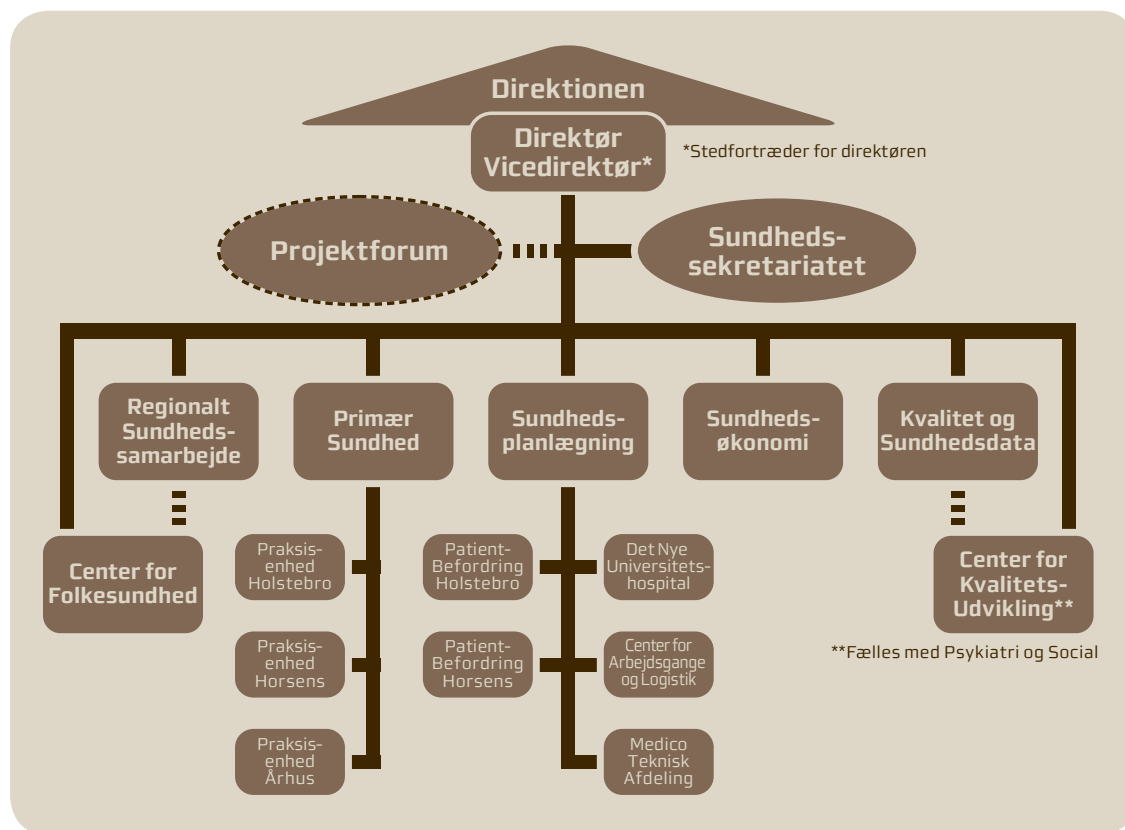 Direktionen
Direktør
Vicedirektør*
*Stedfortræder for direktøren
Projektforum
Sundheds-
sekretariatet
Regionalt
Sundheds-
samarbejde
Primær
Sundhed
Sundheds-
planlægning
Sundheds-
økonomi
Kvalitet og
Sundhedsdata
Center for
Folkesundhed
Praksis-
enhed
Holstebro
Patient-
Befordring
Holstebro
Det Nye
Universitets-
hospital
Center for
Kvalitets-
Udvikling**
**Fælles med Psykiatri og Social
Praksis-
enhed
Horsens
Patient-
Befordring
Horsens
Center for
Arbejdsgange
og Logistik
Praksis-
enhed
Århus
Medico
Teknisk
Afdeling